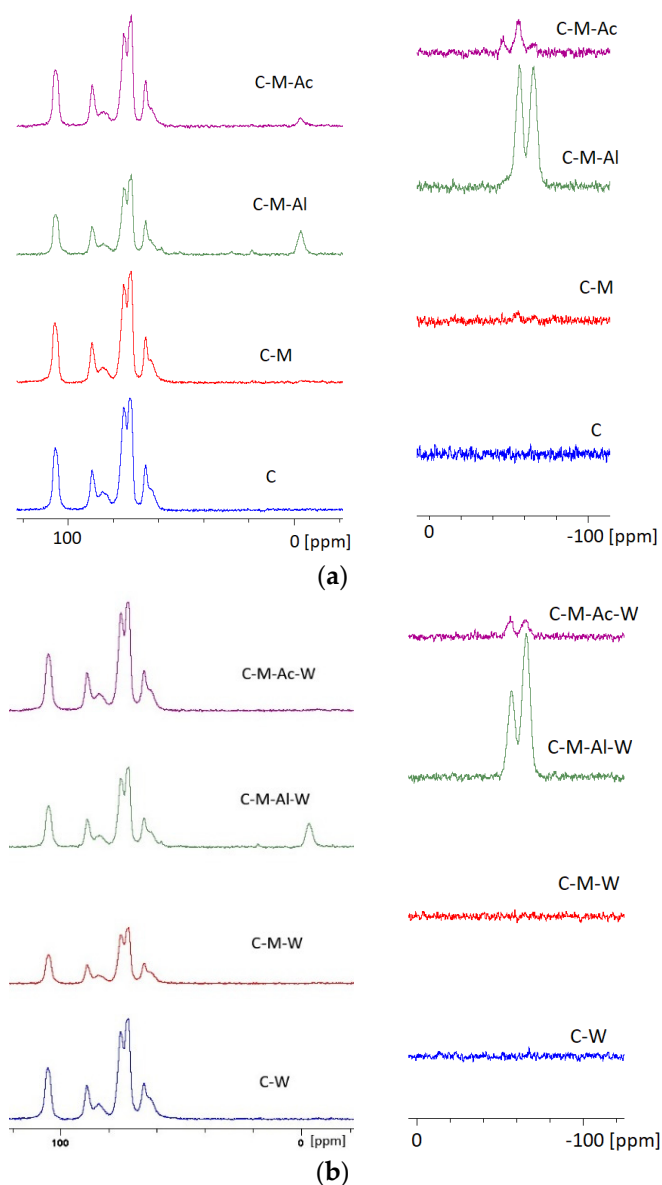 C-M-Ac
C-M-Al
C-M
C
100
0 [ppm]
C-M-Ac
C-M-Al
C-M
C
0
-100 [ppm]
(a)
C-M-Ac-W
C-M-Al-W
C-M-W
C-W
100
0 [ppm]
C-M-Ac-W
C-M-Al-W
C-M-W
C-W
0
-100 [ppm]
(b)